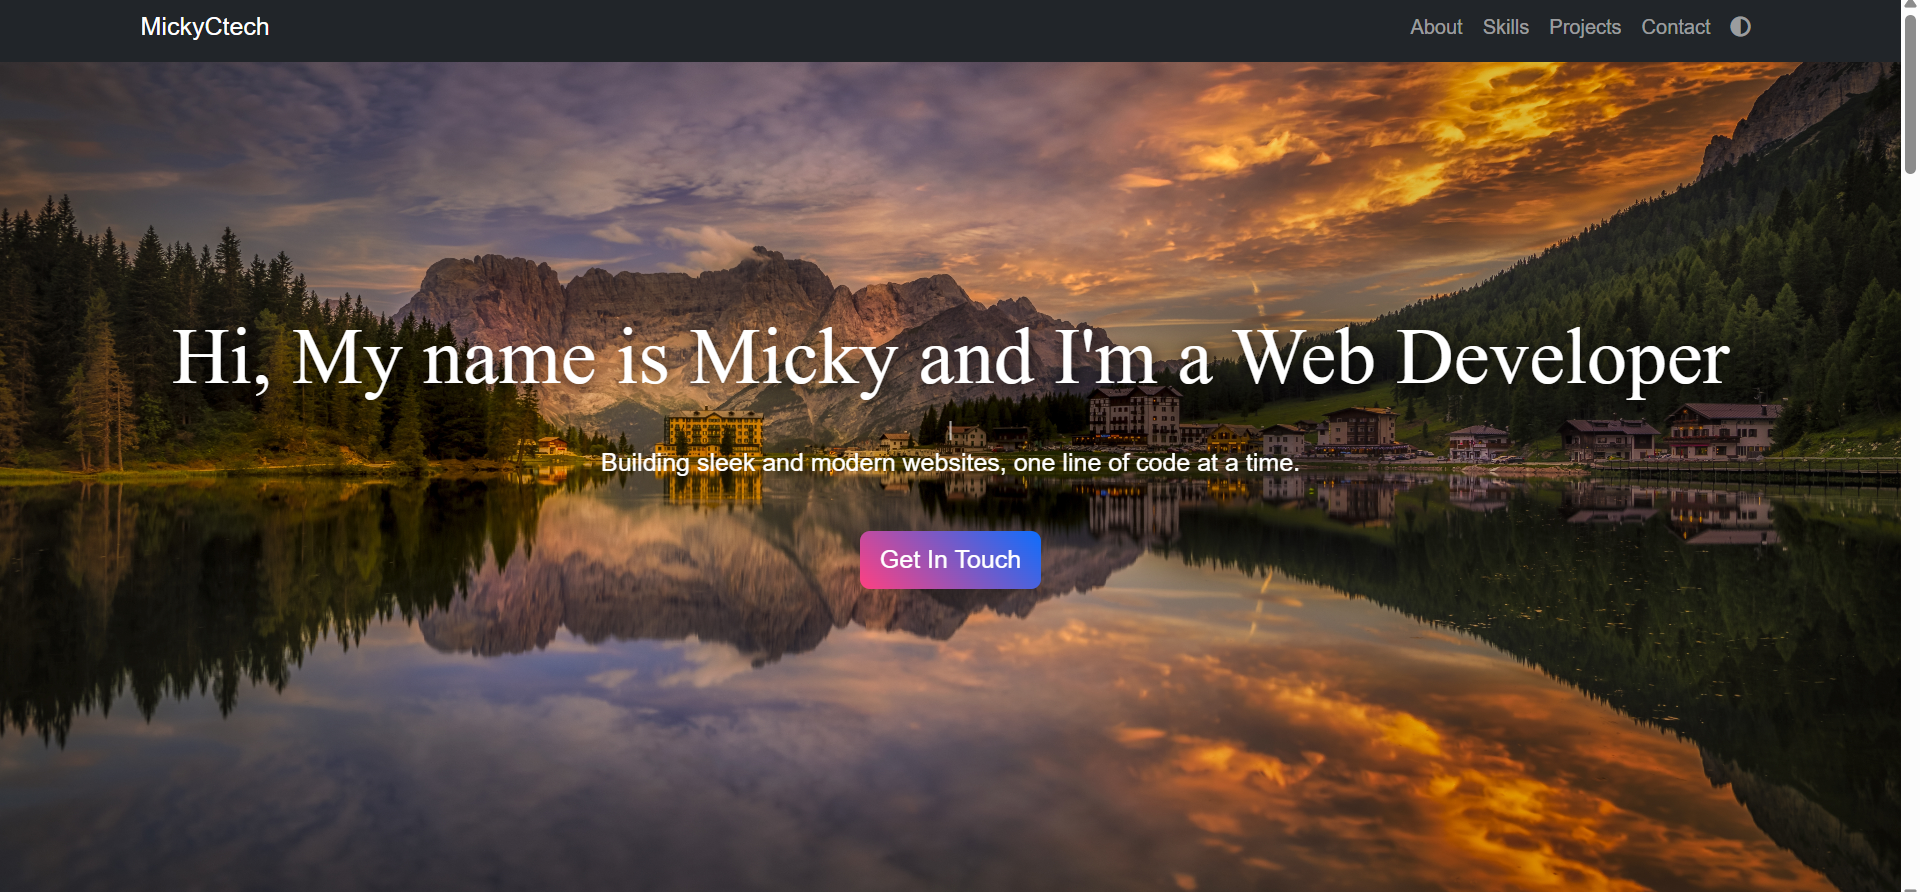 MickyCtech
About Skills Projects Contact
Hi, My name is Micky and I'm a Web Developer
Building sleek and modern websites, one line of code at a time.
Get In Touch